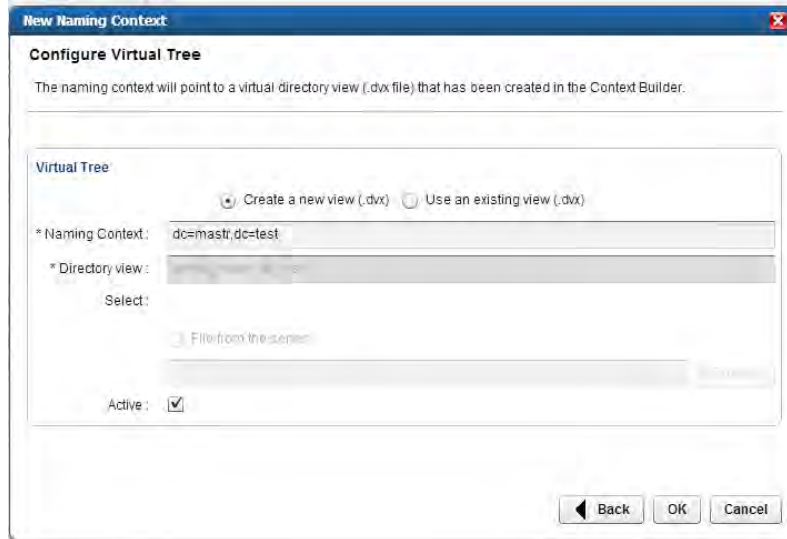 New Naming Context
Configure Virtual Tree
The naming context will point to a virtual directory view (.dvx file) that has been created in the Context Builder.
Virtual Tree
Create a new view (.dvx) Use an existing view (.dvx)
* Naming Context : dc=mastr,dc=test
* Directory view :
Select :
File from the server
Active :
Back OK Cancel